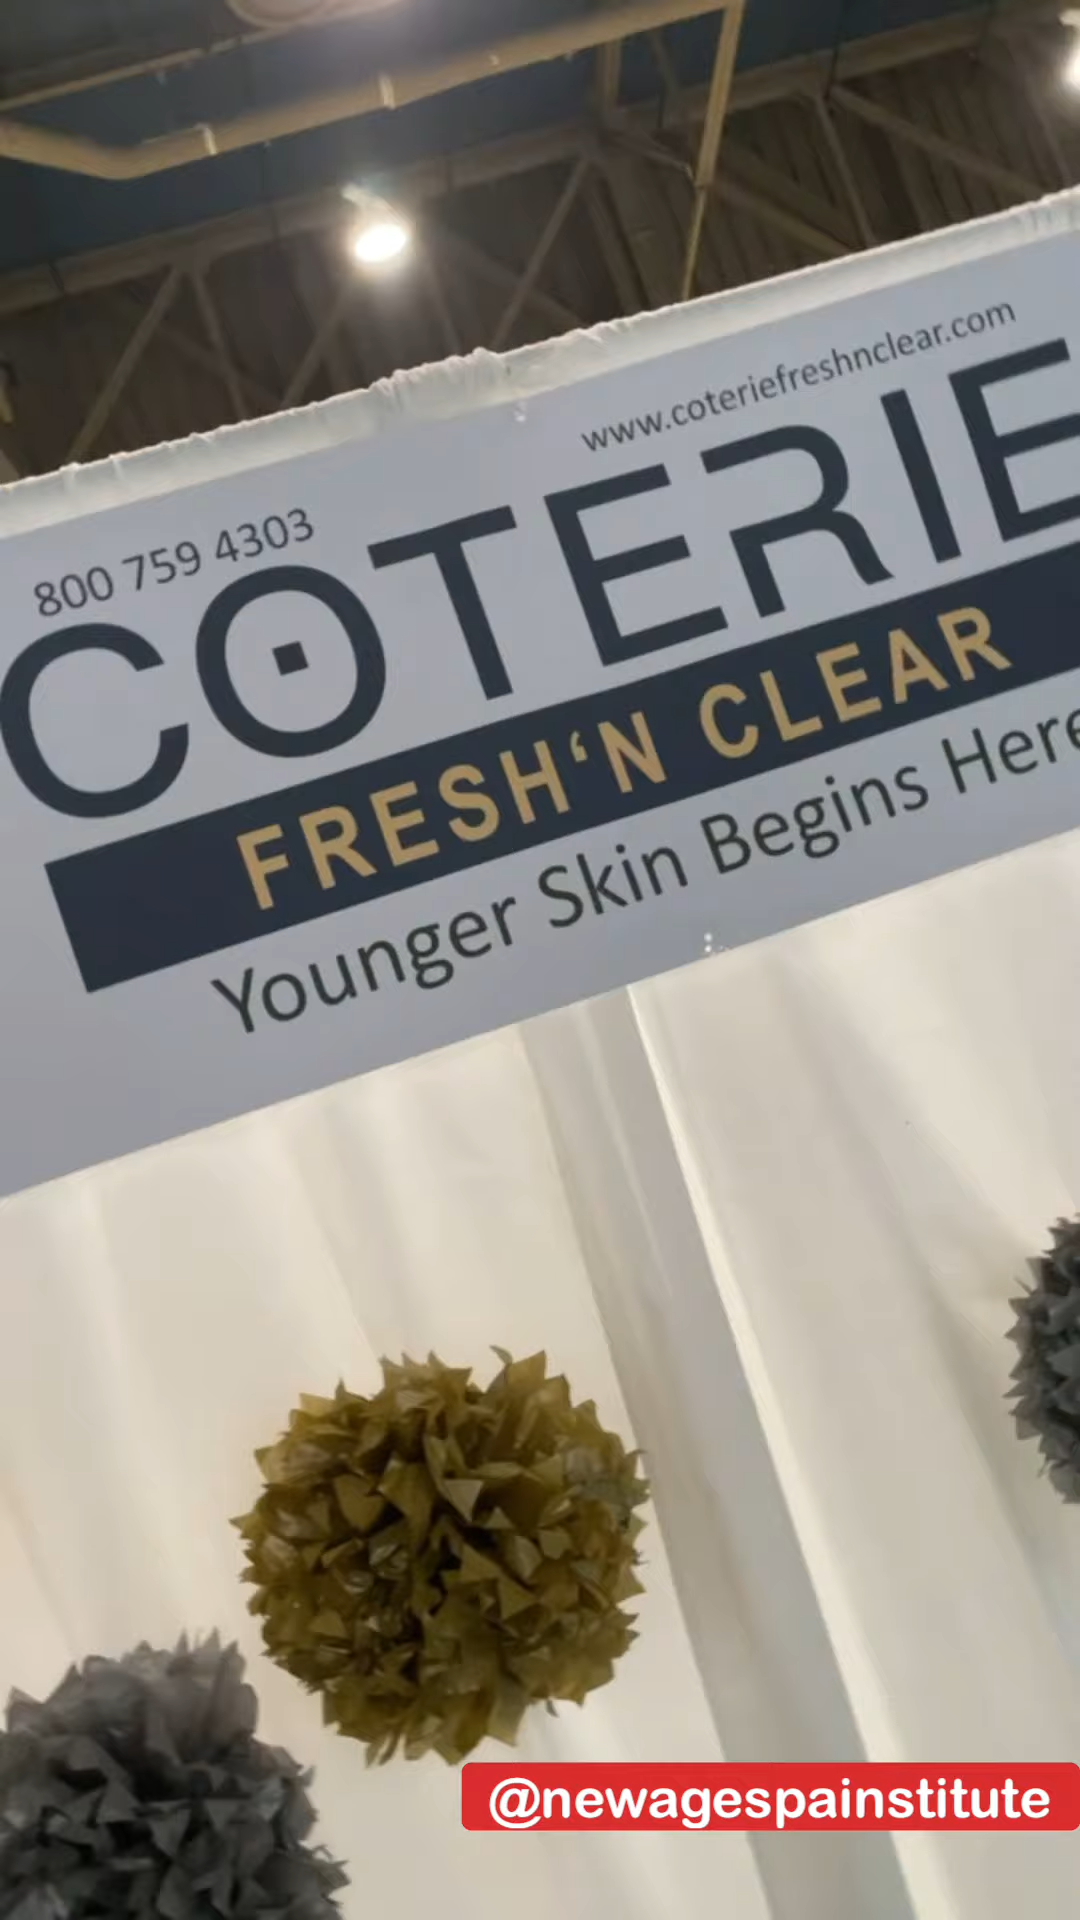 www.coteriefreshnclear.com
800 759 4303
COTERIE
FRESH‘N CLEAR
Younger Skin Begins Here
@newagespainstitute